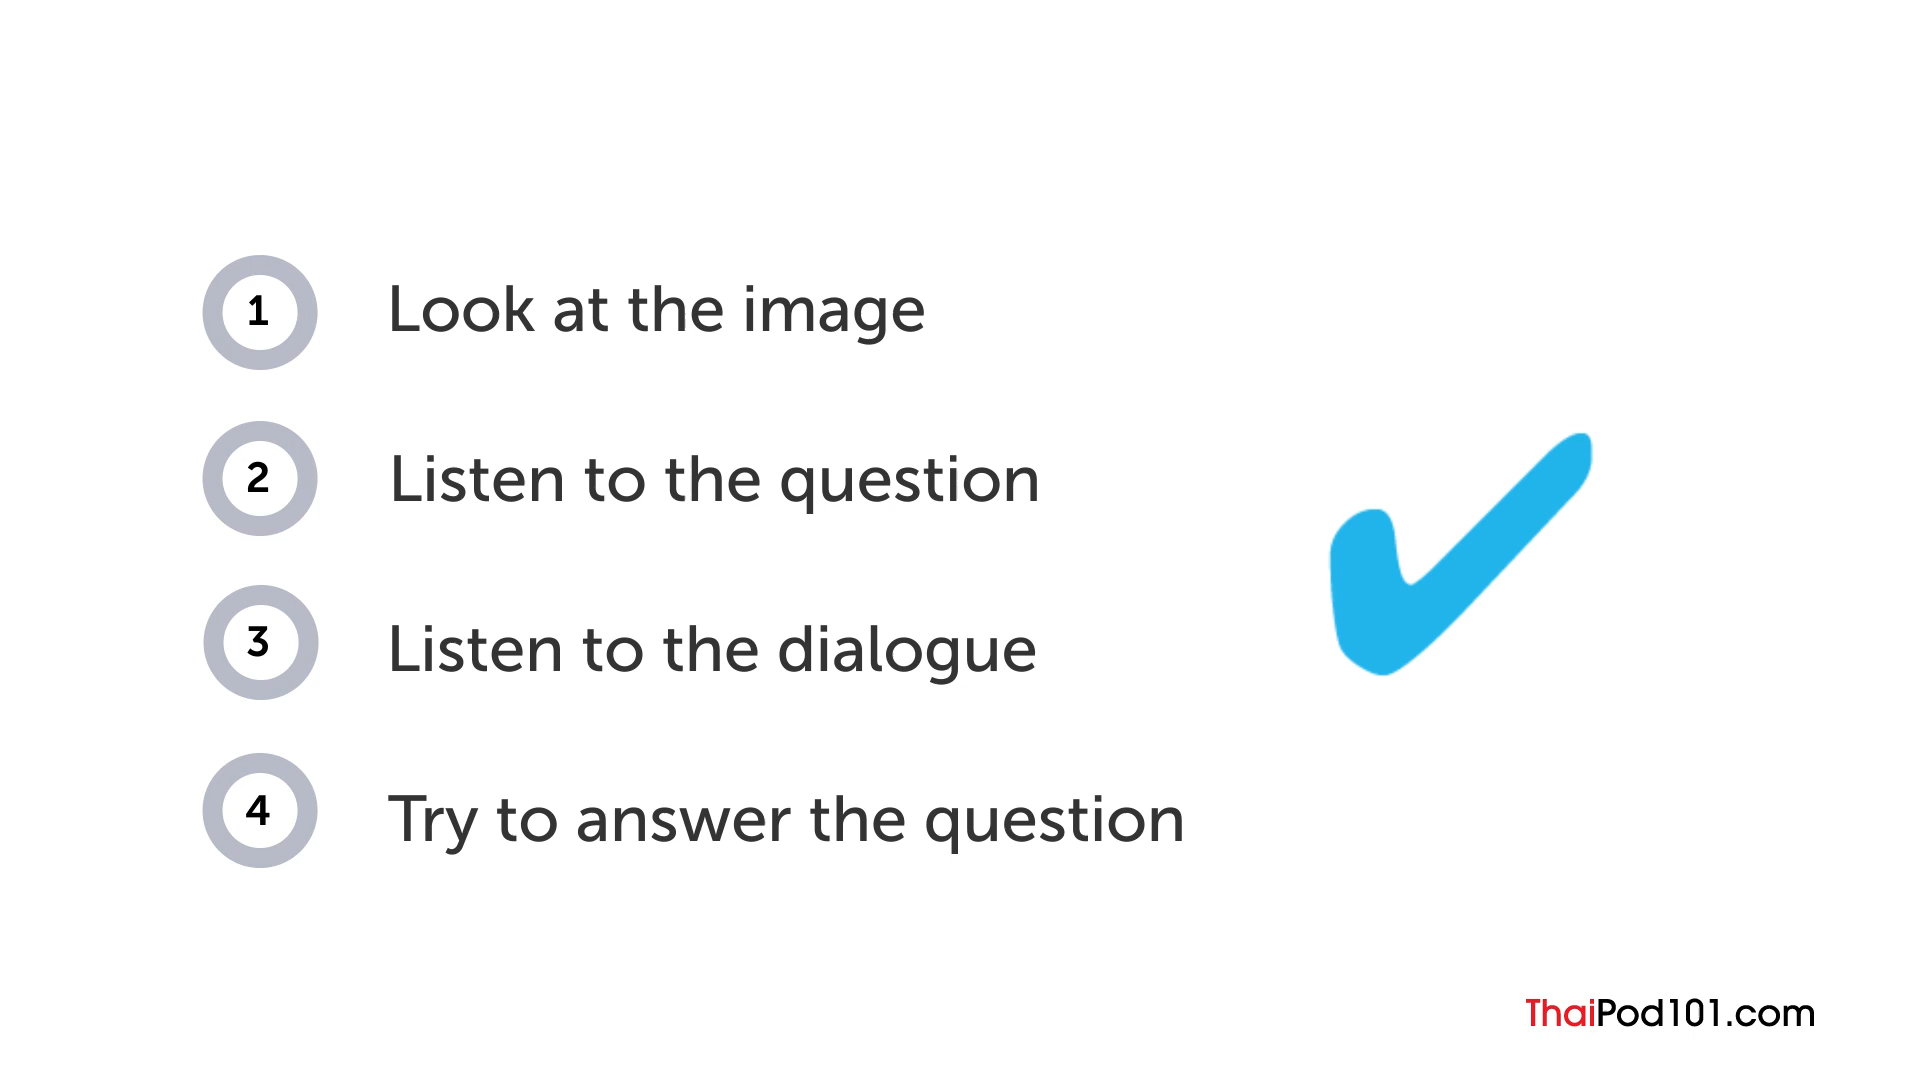 1 Look at the image
2 Listen to the question
3 Listen to the dialogue
4 Try to answer the question
ThaiPod101.com